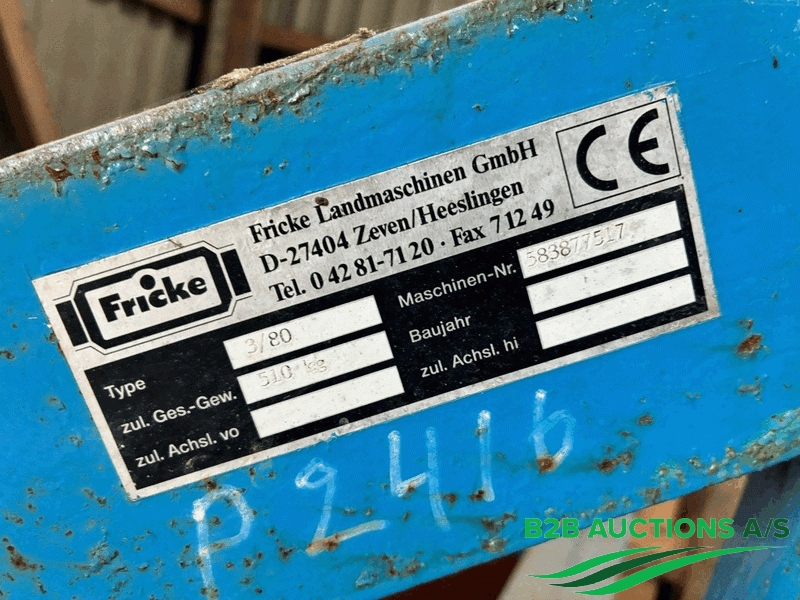 Fricke Landmaschinen GmbH
D-27404 Zeven/Heeslingen
Tel. 0 42 81-71 20 · Fax 7 12 49
CE
Fricke
Type 3/80
zul. Ges.-Gew. 510 kg
zul. Achsl. vo
Maschinen-Nr. 583877517
Baujahr
zul. Achsl. hi
P 2416
B2B AUCTIONS A/S